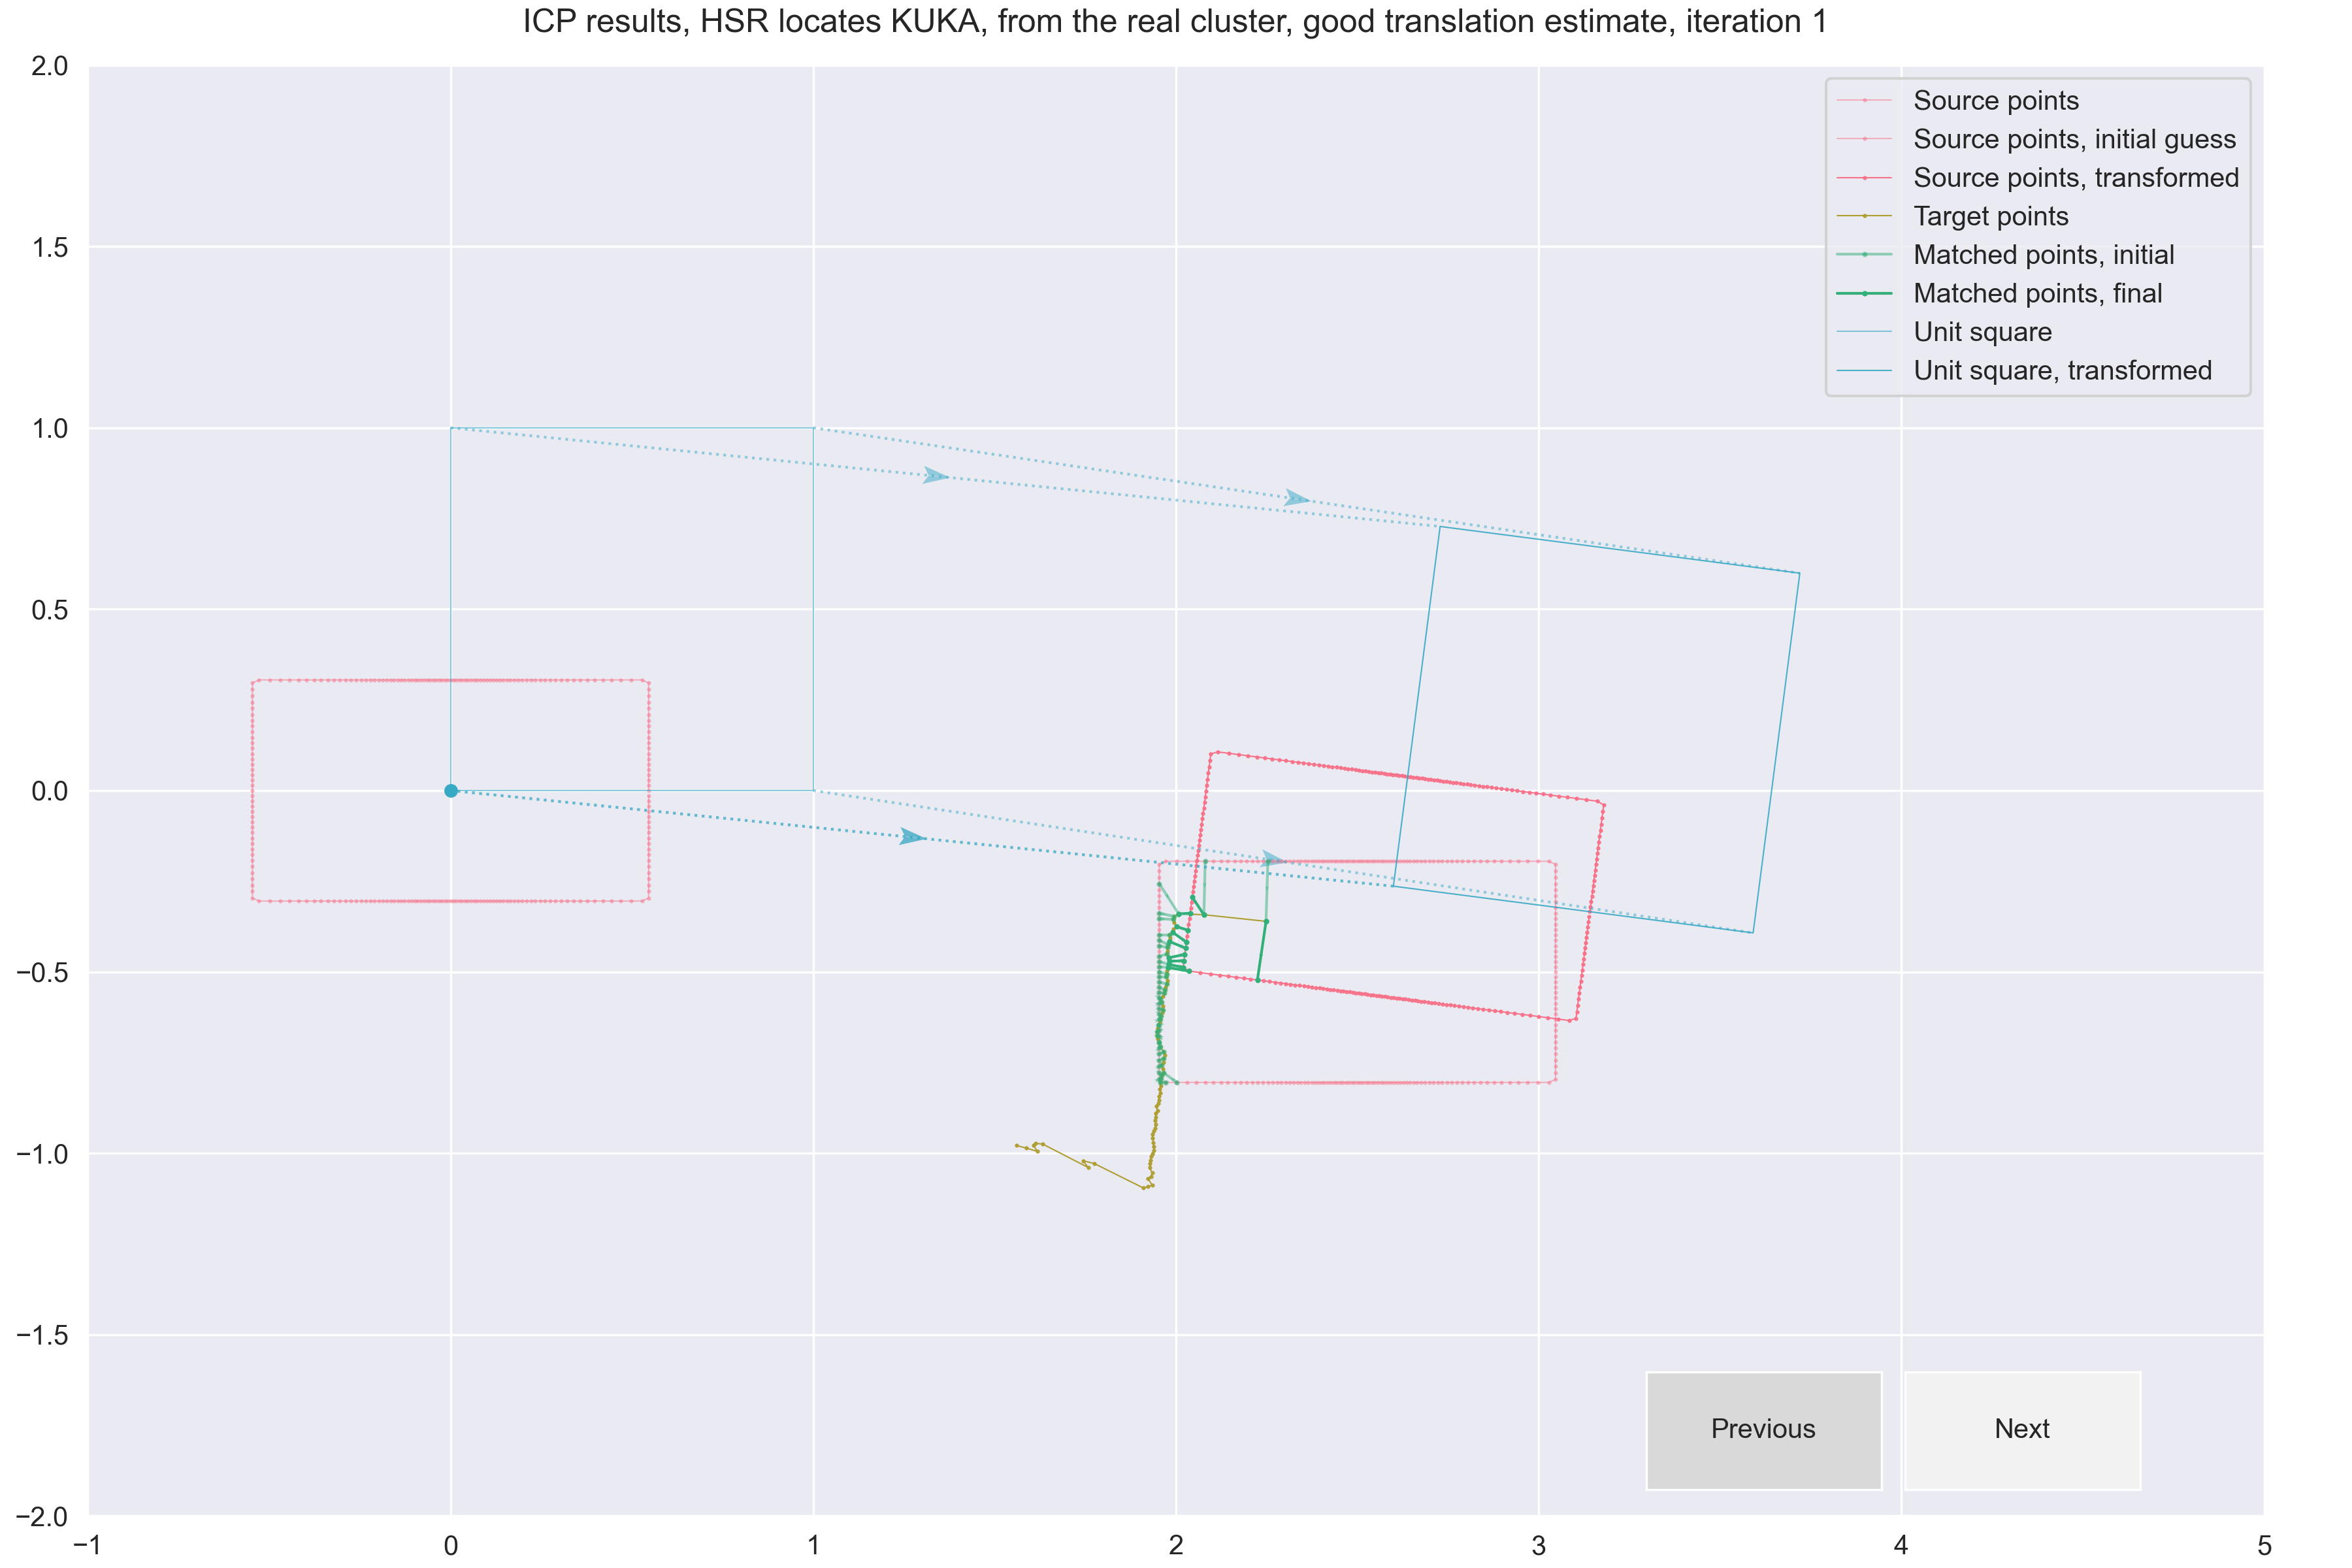 ICP results, HSR locates KUKA, from the real cluster, good translation estimate, iteration 1
2.0
1.5
1.0
0.5
0.0
−0.5
−1.0
−1.5
−2.0
−1
0
1
2
3
4
5
Source points
Source points, initial guess
Source points, transformed
Target points
Matched points, initial
Matched points, final
Unit square
Unit square, transformed
Previous
Next